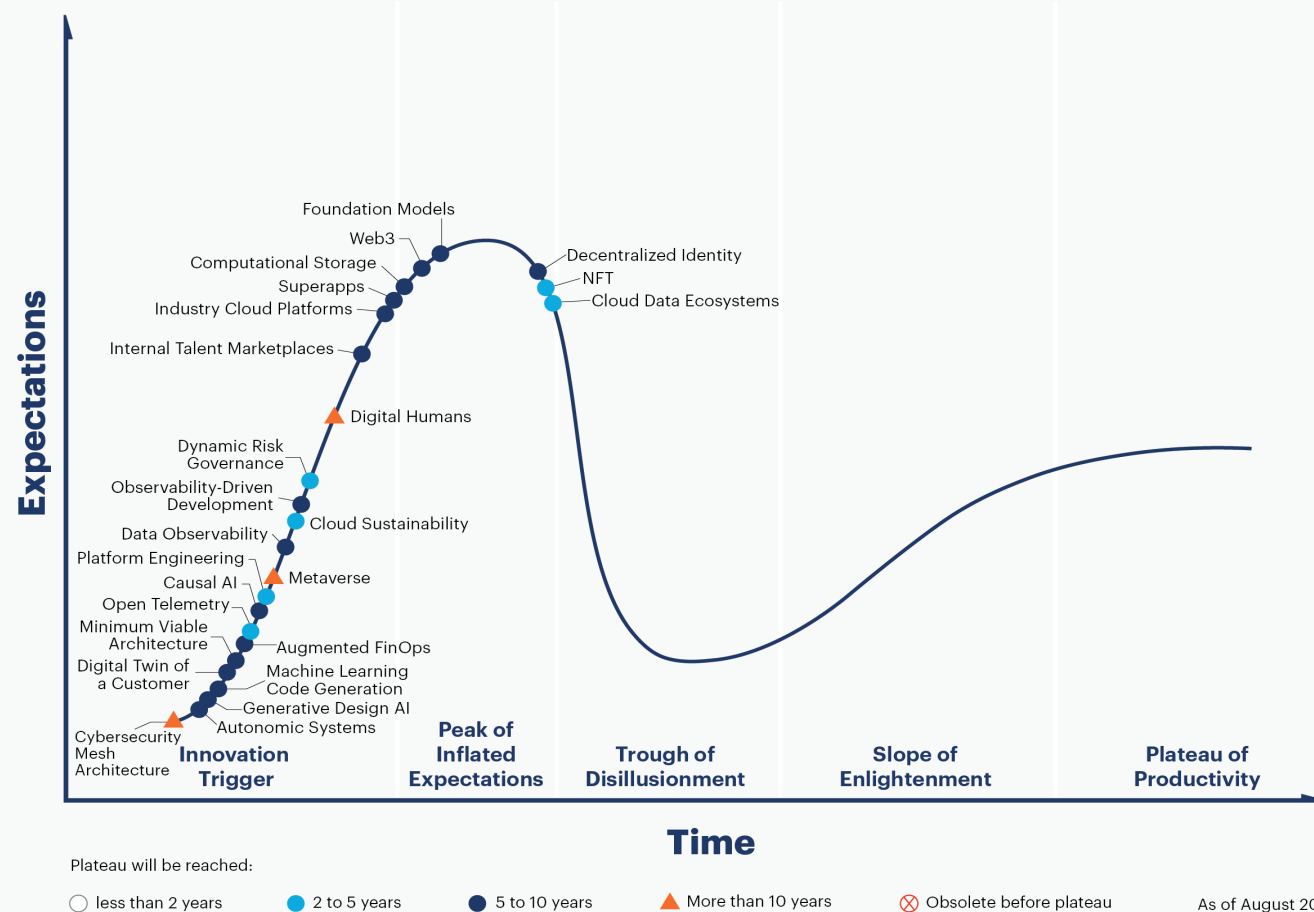 Foundation Models
Web3
Decentralized Identity
Computational Storage
NFT
Superapps
Cloud Data Ecosystems
Industry Cloud Platforms
Internal Talent Marketplaces
Digital Humans
Expectations
Dynamic Risk
Governance
Observability-Driven
Development
Cloud Sustainability
Data Observability
Platform Engineering
Metaverse
Causal AI
Open Telemetry
Minimum Viable
Architecture
Augmented FinOps
Digital Twin of
a Customer
Machine Learning
Code Generation
Generative Design AI
Autonomic Systems
Cybersecurity
Mesh
Architecture
Innovation
Trigger
Peak of
Inflated
Expectations
Trough of
Disillusionment
Slope of
Enlightenment
Plateau of
Productivity
Time
Plateau will be reached:
less than 2 years
2 to 5 years
5 to 10 years
More than 10 years
Obsolete before plateau
As of August